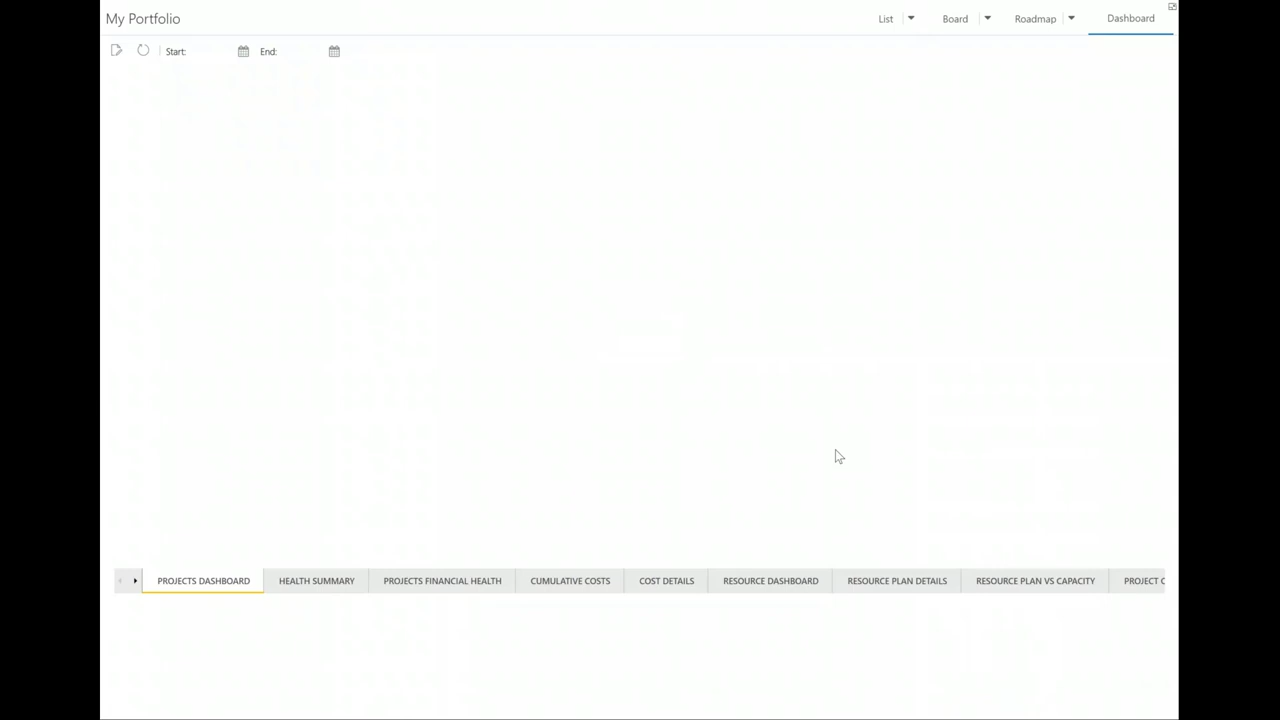 My Portfolio
List Board Roadmap Dashboard
Start: End:
PROJECTS DASHBOARD HEALTH SUMMARY PROJECTS FINANCIAL HEALTH CUMULATIVE COSTS COST DETAILS RESOURCE DASHBOARD RESOURCE PLAN DETAILS RESOURCE PLAN VS CAPACITY PROJECT